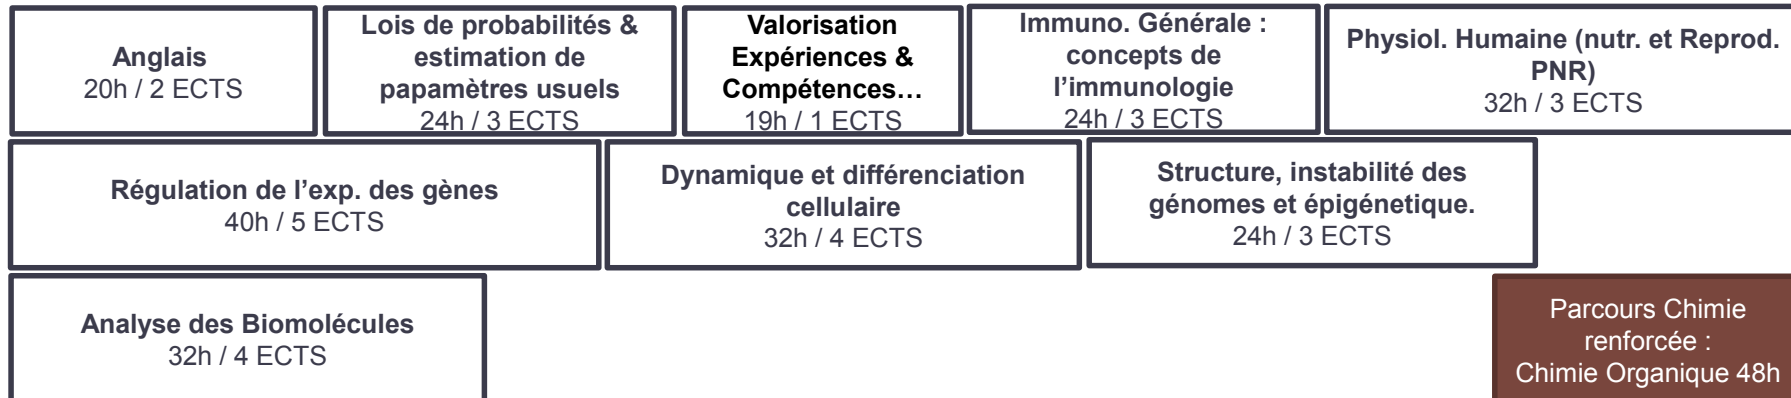 Anglais
20h / 2 ECTS
Lois de probabilités &
estimation de
papamètres usuels
24h / 3 ECTS
Valorisation
Expériences &
Compétences…
19h / 1 ECTS
Immuno. Générale :
concepts de
l’immunologie
24h / 3 ECTS
Physiol. Humaine (nutr. et Reprod.
PNR)
32h / 3 ECTS
Régulation de l’exp. des gènes
40h / 5 ECTS
Dynamique et différenciation
cellulaire
32h / 4 ECTS
Structure, instabilité des
génomes et épigénetique.
24h / 3 ECTS
Analyse des Biomolécules
32h / 4 ECTS
Parcours Chimie
renforcée :
Chimie Organique 48h